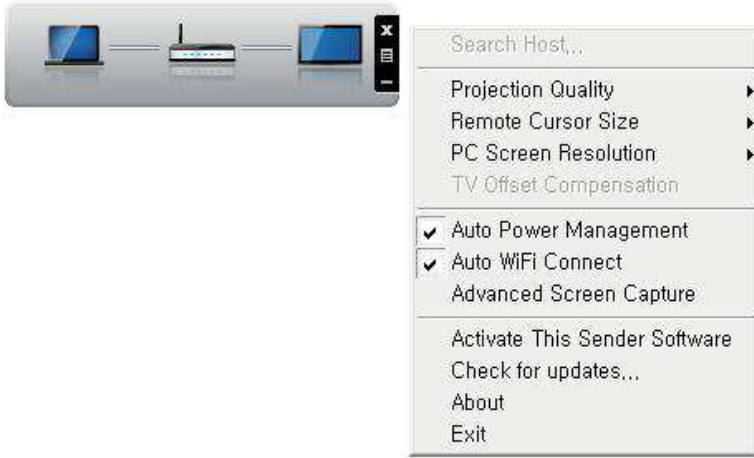 Search Host...
Projection Quality
Remote Cursor Size
PC Screen Resolution
TV Offset Compensation
Auto Power Management
Auto WiFi Connect
Advanced Screen Capture
Activate This Sender Software
Check for updates...
About
Exit